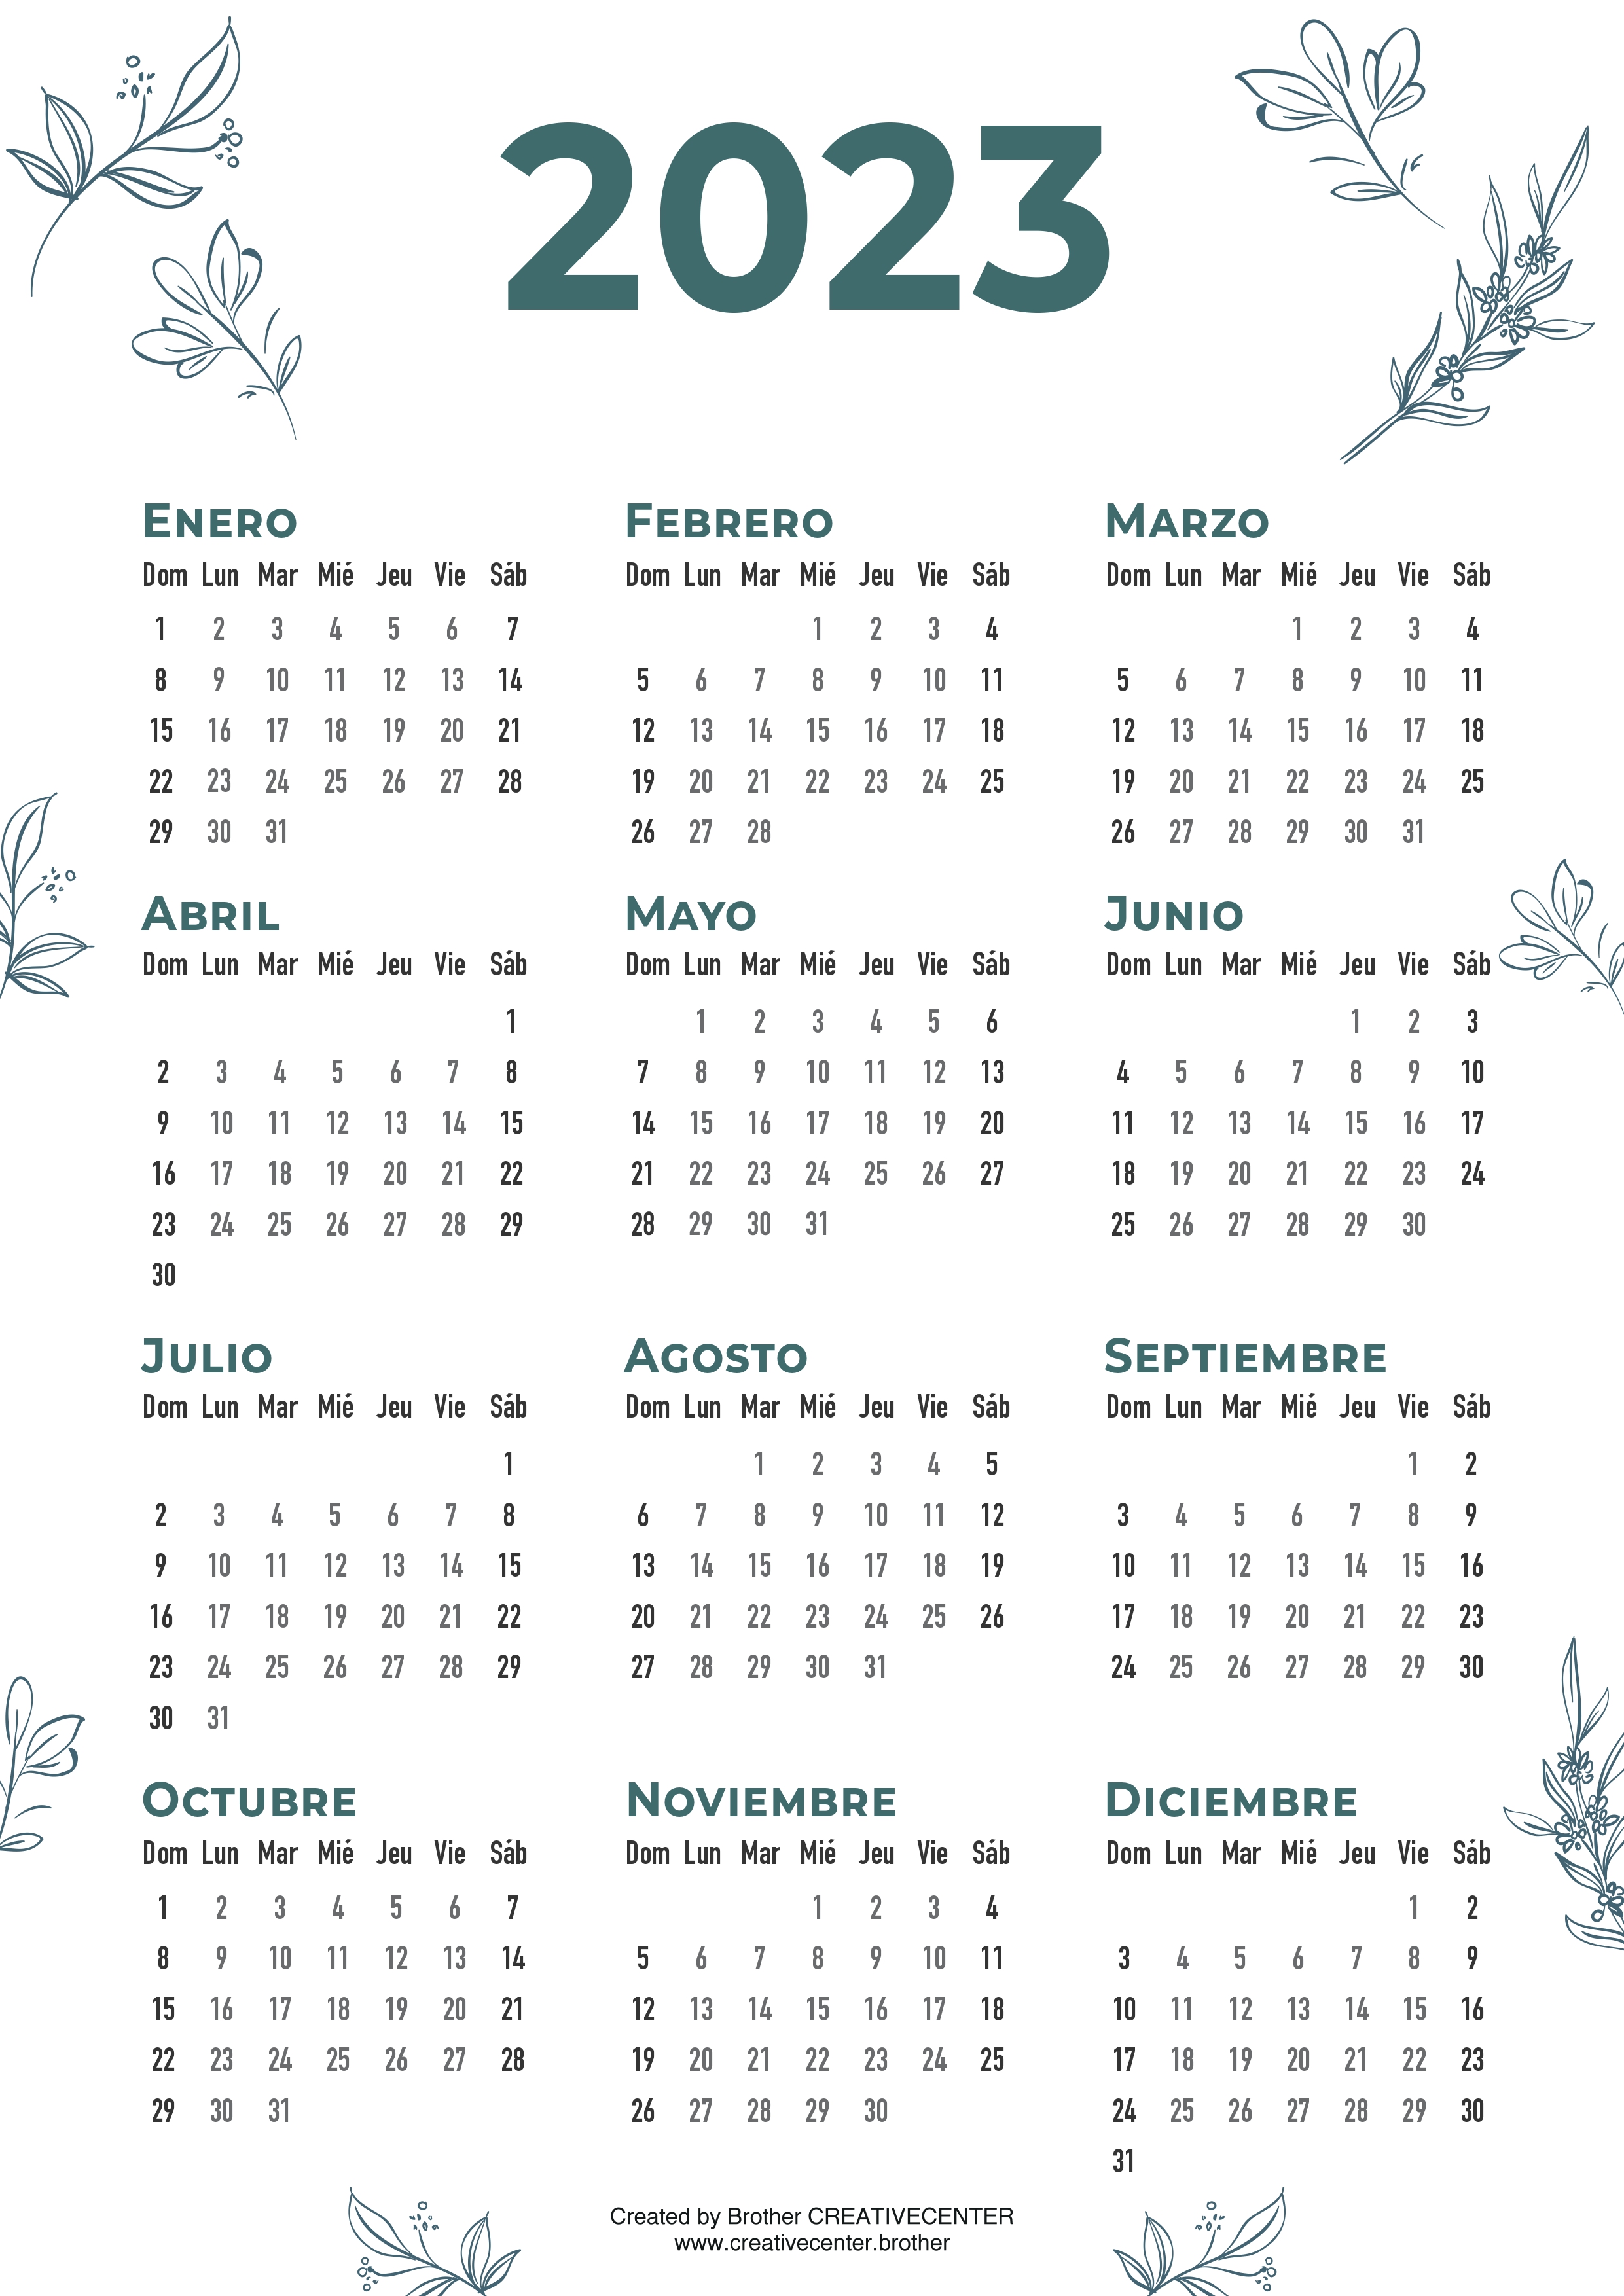 2023
Enero
Dom Lun Mar Mié Jeu Vie Sáb
1 2 3 4 5 6 7
8 9 10 11 12 13 14
15 16 17 18 19 20 21
22 23 24 25 26 27 28
29 30 31
Febrero
Dom Lun Mar Mié Jeu Vie Sáb
1 2 3 4
5 6 7 8 9 10 11
12 13 14 15 16 17 18
19 20 21 22 23 24 25
26 27 28
Marzo
Dom Lun Mar Mié Jeu Vie Sáb
1 2 3 4
5 6 7 8 9 10 11
12 13 14 15 16 17 18
19 20 21 22 23 24 25
26 27 28 29 30 31
Abril
Dom Lun Mar Mié Jeu Vie Sáb
1
2 3 4 5 6 7 8
9 10 11 12 13 14 15
16 17 18 19 20 21 22
23 24 25 26 27 28 29
30
Mayo
Dom Lun Mar Mié Jeu Vie Sáb
1 2 3 4 5 6
7 8 9 10 11 12 13
14 15 16 17 18 19 20
21 22 23 24 25 26 27
28 29 30 31
Junio
Dom Lun Mar Mié Jeu Vie Sáb
1 2 3
4 5 6 7 8 9 10
11 12 13 14 15 16 17
18 19 20 21 22 23 24
25 26 27 28 29 30
Julio
Dom Lun Mar Mié Jeu Vie Sáb
1
2 3 4 5 6 7 8
9 10 11 12 13 14 15
16 17 18 19 20 21 22
23 24 25 26 27 28 29
30 31
Agosto
Dom Lun Mar Mié Jeu Vie Sáb
1 2 3 4 5
6 7 8 9 10 11 12
13 14 15 16 17 18 19
20 21 22 23 24 25 26
27 28 29 30 31
Septiembre
Dom Lun Mar Mié Jeu Vie Sáb
1 2
3 4 5 6 7 8 9
10 11 12 13 14 15 16
17 18 19 20 21 22 23
24 25 26 27 28 29 30
Octubre
Dom Lun Mar Mié Jeu Vie Sáb
1 2 3 4 5 6 7
8 9 10 11 12 13 14
15 16 17 18 19 20 21
22 23 24 25 26 27 28
29 30 31
Noviembre
Dom Lun Mar Mié Jeu Vie Sáb
1 2 3 4
5 6 7 8 9 10 11
12 13 14 15 16 17 18
19 20 21 22 23 24 25
26 27 28 29 30
Diciembre
Dom Lun Mar Mié Jeu Vie Sáb
1 2
3 4 5 6 7 8 9
10 11 12 13 14 15 16
17 18 19 20 21 22 23
24 25 26 27 28 29 30
31
Created by Brother CREATIVECENTER
www.creativecenter.brother